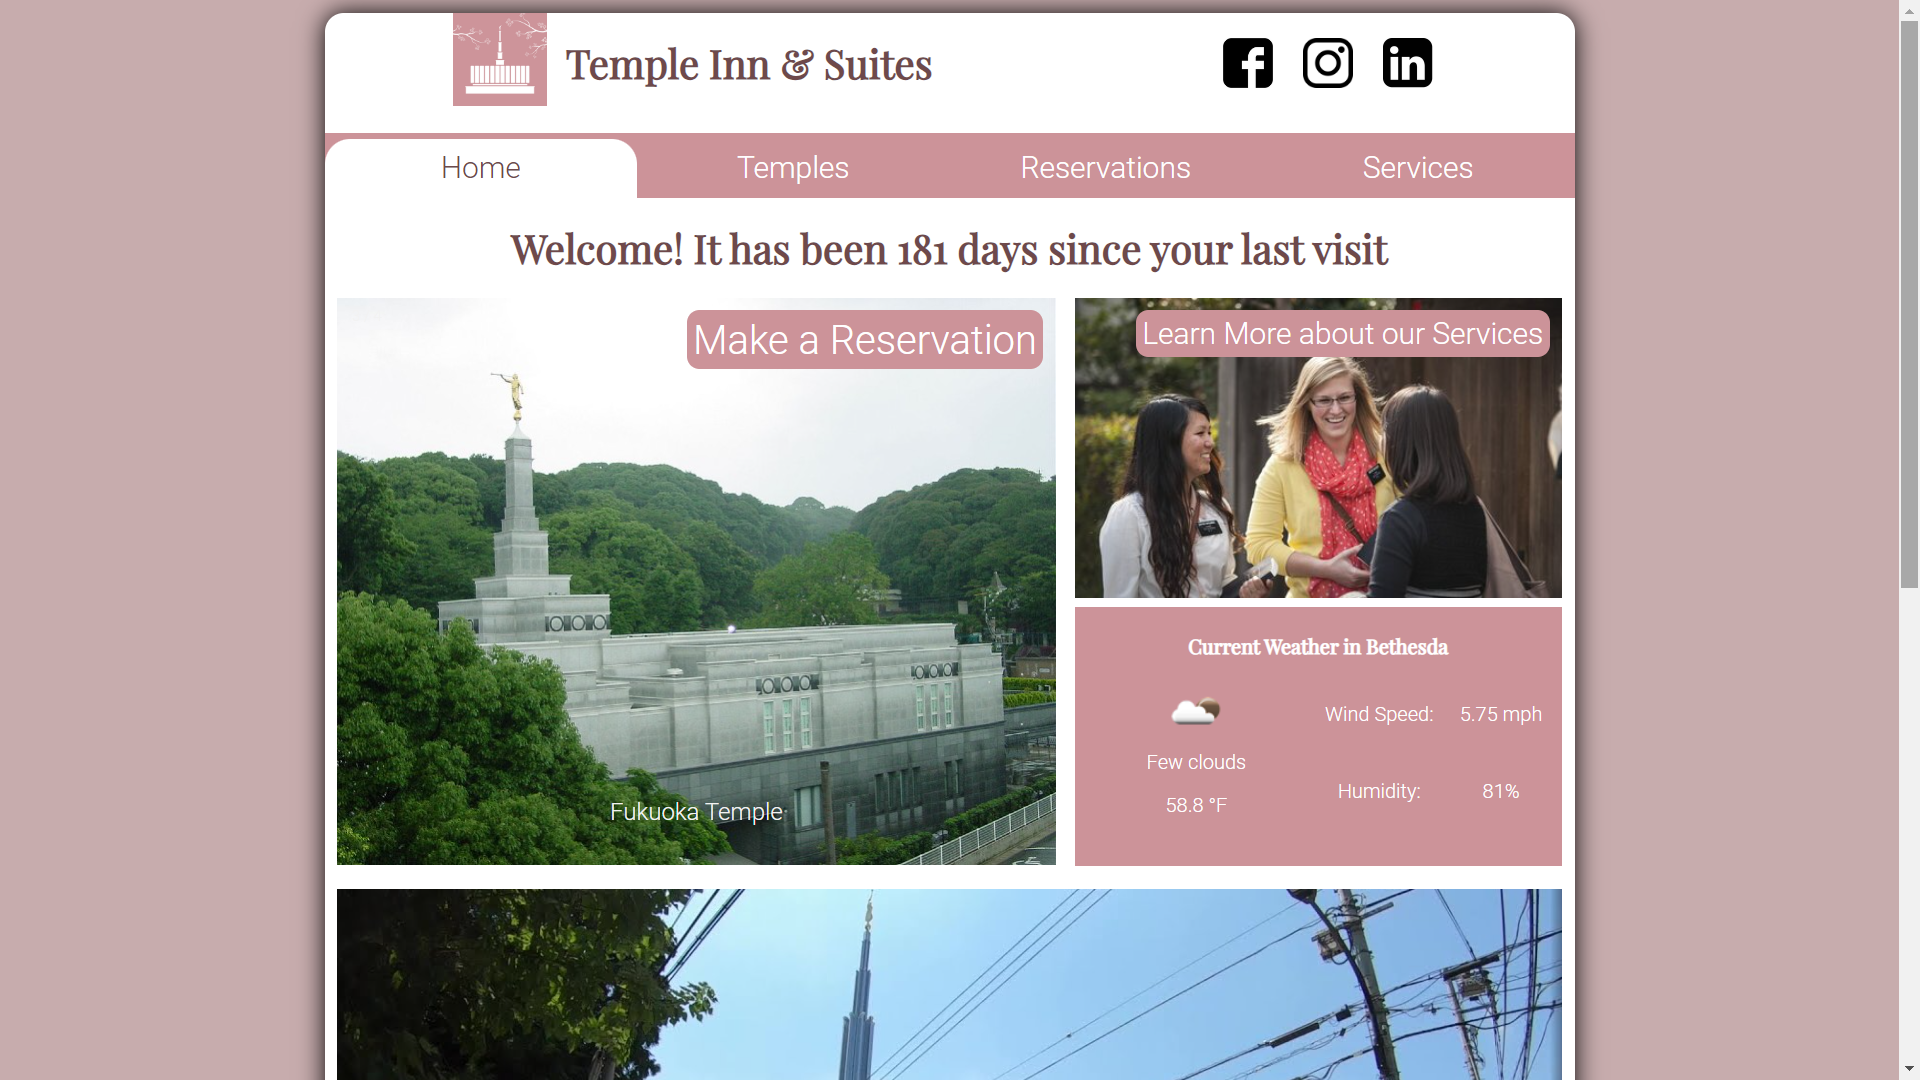 Temple Inn & Suites
Home
Temples
Reservations
Services
Welcome! It has been 181 days since your last visit
Make a Reservation
Fukuoka Temple
Learn More about our Services
Current Weather in Bethesda
Few clouds
58.8 °F
Wind Speed: 5.75 mph
Humidity: 81%